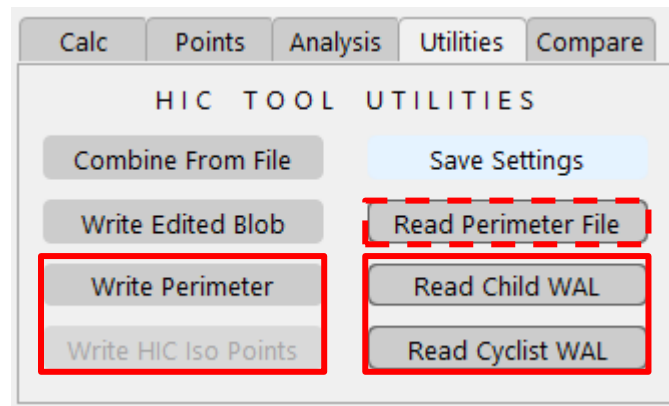 Calc Points Analysis Utilities Compare
HIC TOOL UTILITIES
Combine From File Save Settings
Write Edited Blob Read Perimeter File
Write Perimeter Read Child WAL
Write HIC Iso Points Read Cyclist WAL